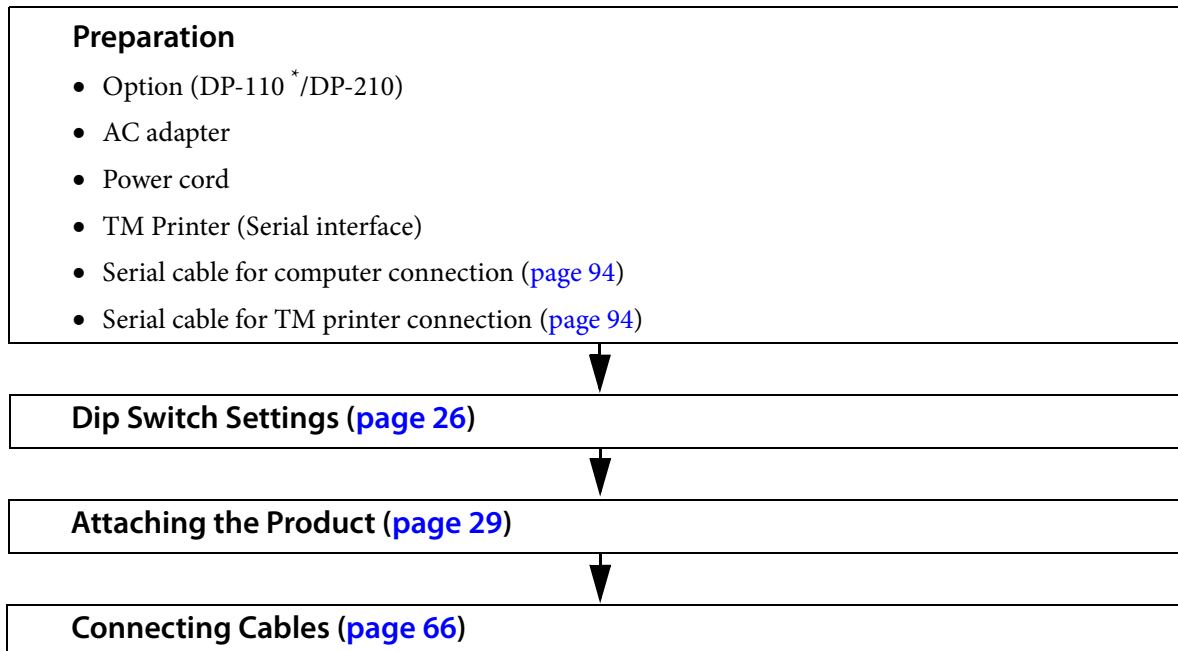 Preparation
• Option (DP-110 */DP-210)
• AC adapter
• Power cord
• TM Printer (Serial interface)
• Serial cable for computer connection (page 94)
• Serial cable for TM printer connection (page 94)
Dip Switch Settings (page 26)
Attaching the Product (page 29)
Connecting Cables (page 66)